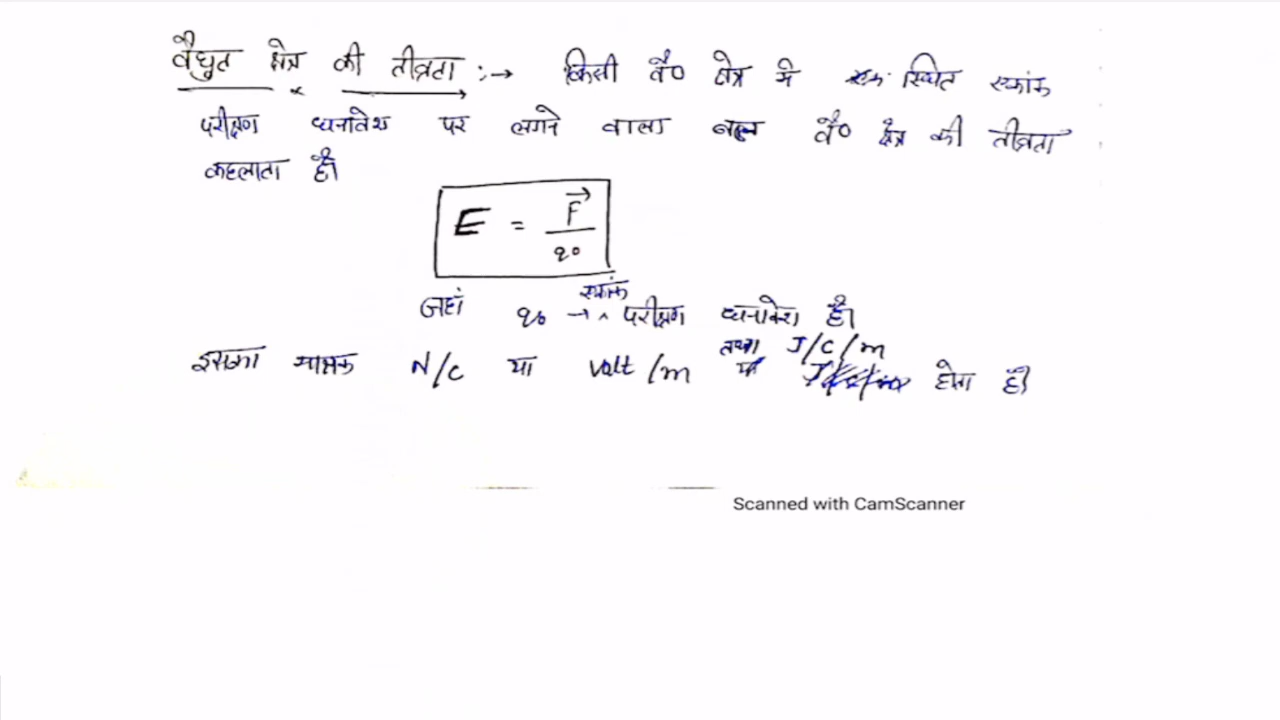 वैधुत क्षेत्र की तीव्रता :→ किसी वै० क्षेत्र मे स्थित एकांक
परीक्षण धनावेश पर लगने वाला बल वै० क्षेत्र की तीव्रता
कहलाता है।
E = F⃗/q₀
जहां q₀ → एकांक परीक्षण धनावेश है।
इसका मात्रक N/C या Volt/m तथा J/C/m होता है।
Scanned with CamScanner